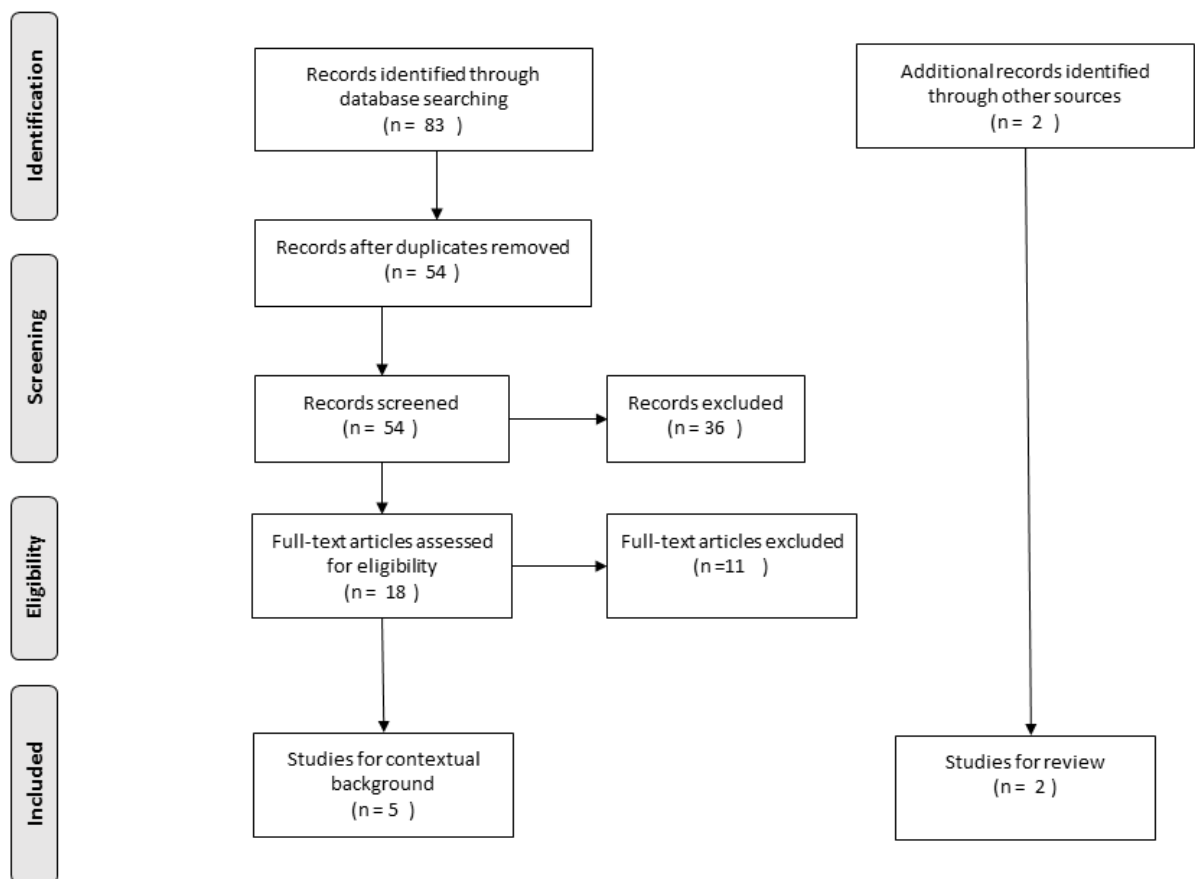 Identification
Records identified through
database searching
(n = 83 )
Additional records identified
through other sources
(n = 2 )
Records after duplicates removed
(n = 54 )
Screening
Records screened
(n = 54 )
Records excluded
(n = 36 )
Eligibility
Full-text articles assessed
for eligibility
(n = 18 )
Full-text articles excluded
(n =11 )
Included
Studies for contextual
background
(n = 5 )
Studies for review
(n = 2 )